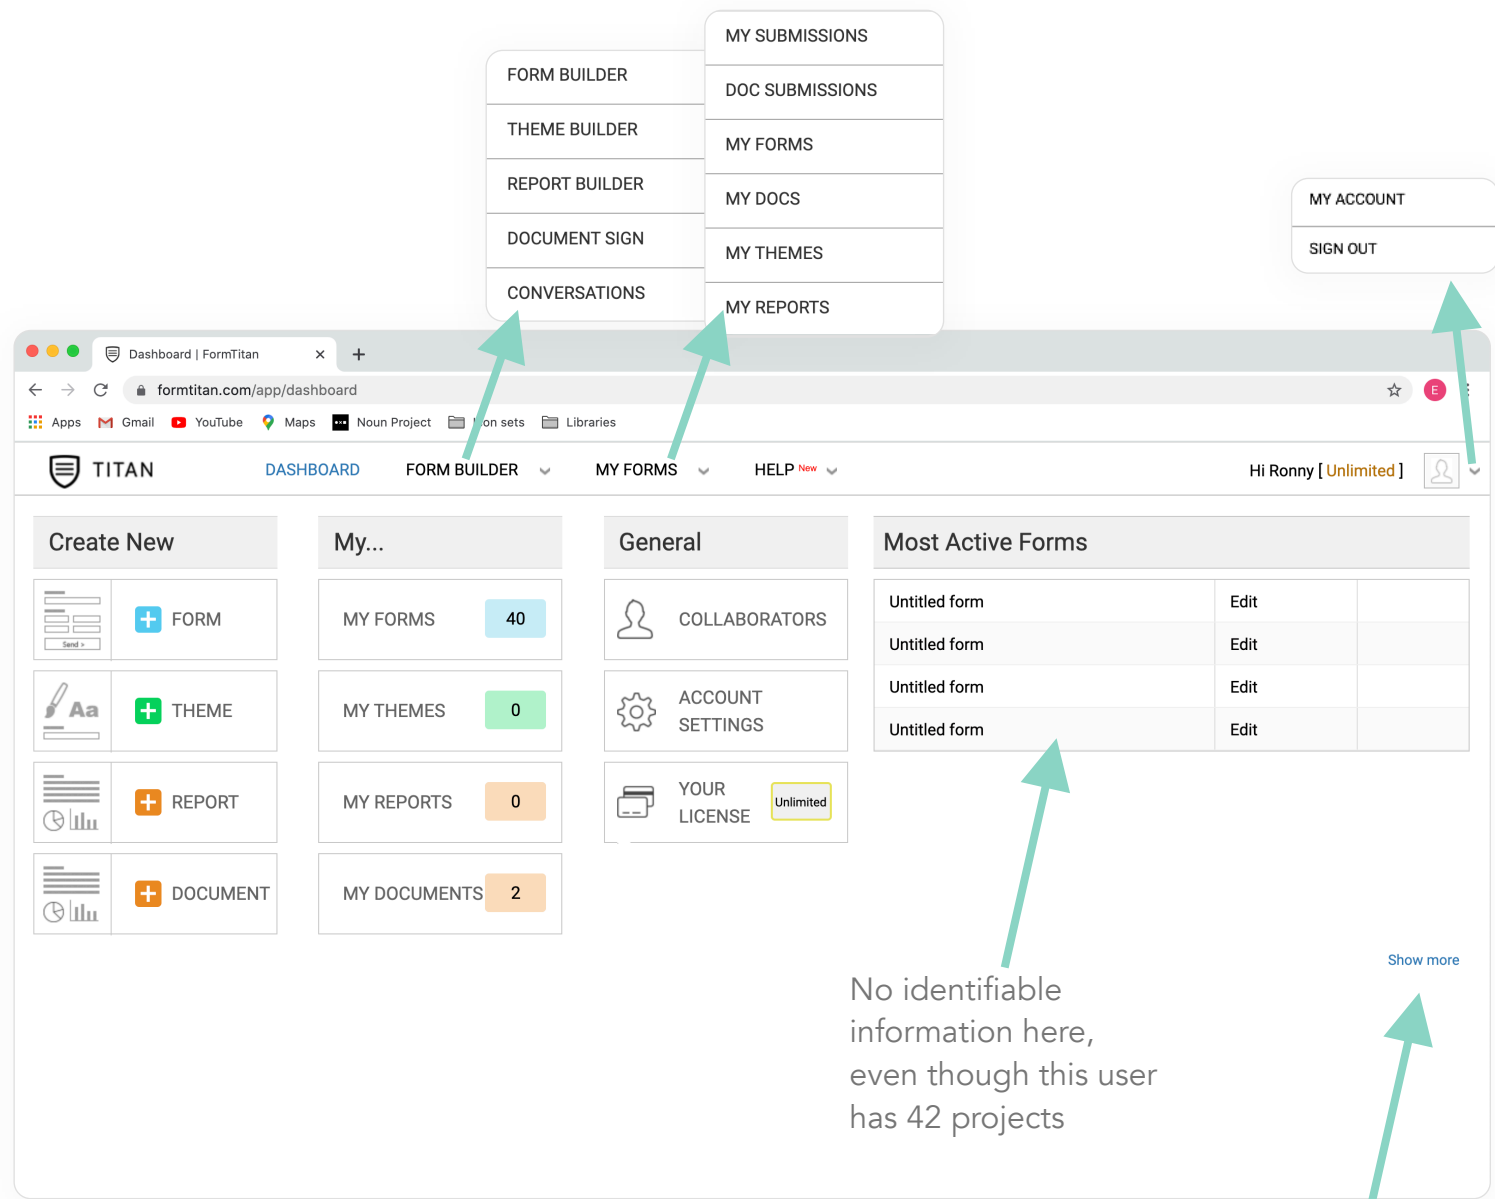 MY SUBMISSIONS
DOC SUBMISSIONS
MY FORMS
MY DOCS
MY THEMES
MY REPORTS
FORM BUILDER
THEME BUILDER
REPORT BUILDER
DOCUMENT SIGN
CONVERSATIONS
MY ACCOUNT
SIGN OUT
Dashboard | FormTitan
formtitan.com/app/dashboard
E
Apps Gmail YouTube Maps Noun Project on sets Libraries
TITAN DASHBOARD FORM BUILDER MY FORMS HELP New Hi Ronny [ Unlimited ]
Create New
Send >
FORM
Aa
THEME
REPORT
DOCUMENT
My...
MY FORMS 40
MY THEMES 0
MY REPORTS 0
MY DOCUMENTS 2
General
COLLABORATORS
ACCOUNT
SETTINGS
YOUR
LICENSE
Unlimited
Most Active Forms
Untitled form Edit
Untitled form Edit
Untitled form Edit
Untitled form Edit
Show more
No identifiable
information here,
even though this user
has 42 projects